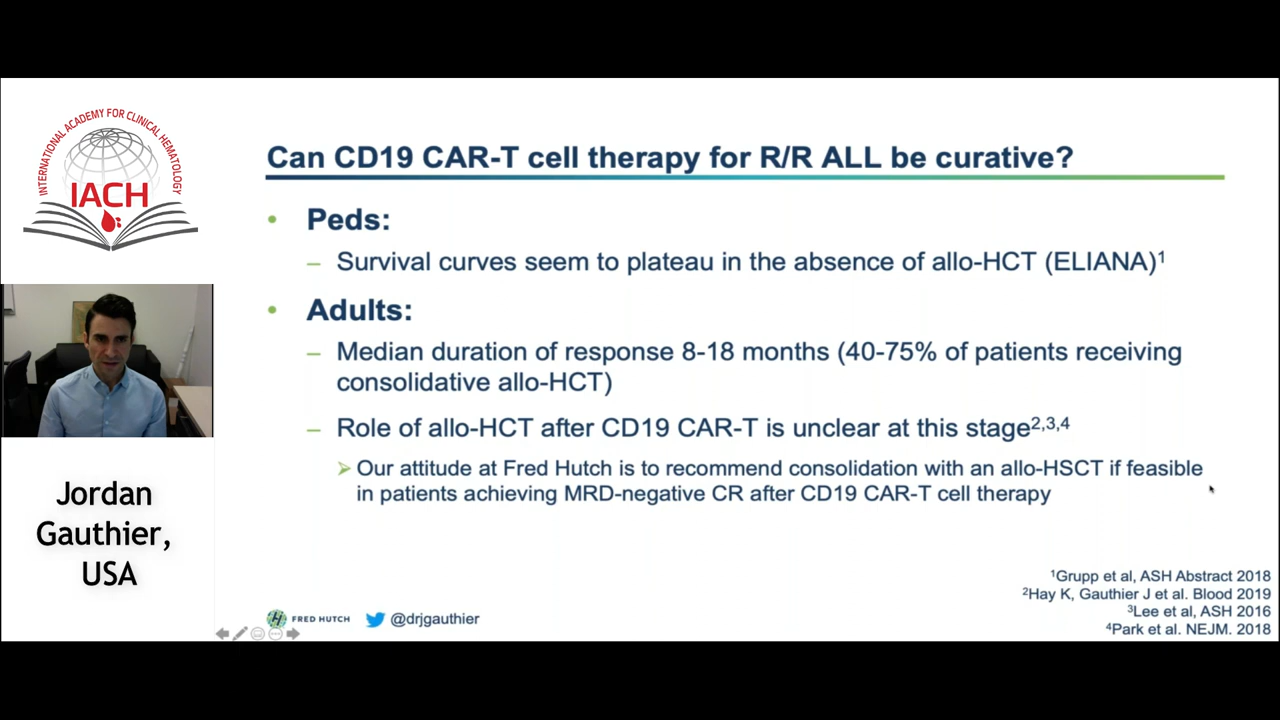 INTERNATIONAL ACADEMY FOR CLINICAL HEMATOLOGY
IACH
Jordan
Gauthier,
USA
Can CD19 CAR-T cell therapy for R/R ALL be curative?
• Peds:
– Survival curves seem to plateau in the absence of allo-HCT (ELIANA)¹
• Adults:
– Median duration of response 8-18 months (40-75% of patients receiving
consolidative allo-HCT)
– Role of allo-HCT after CD19 CAR-T is unclear at this stage²,³,⁴
➢ Our attitude at Fred Hutch is to recommend consolidation with an allo-HSCT if feasible
in patients achieving MRD-negative CR after CD19 CAR-T cell therapy
¹Grupp et al, ASH Abstract 2018
²Hay K, Gauthier J et al. Blood 2019
³Lee et al, ASH 2016
⁴Park et al. NEJM. 2018
FRED HUTCH
@drjgauthier